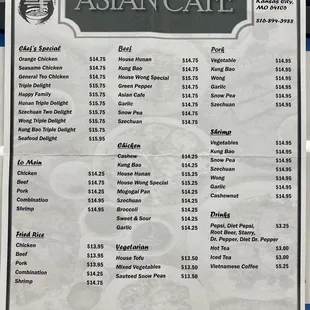 ASIAN CAFE
Kansas City,
MO 64105
816-894-3988
Chef's Special
Orange Chicken $14.75
Seasame Chicken $14.75
General Tso Chicken $14.75
Triple Delight $15.75
Happy Family $15.75
Hunan Triple Delight $15.75
Szechuan Two Delight $15.75
Wong Triple Delight $15.75
Kung Bao Triple Delight $15.75
Seafood Delight $15.95
Lo Mein
Chicken $14.25
Beef $14.75
Pork $14.25
Combination $14.95
Shrimp $14.95
Fried Rice
Chicken $13.95
Beef $13.95
Pork $13.95
Combination $14.25
Shrimp $14.75
Beef
House Hunan $14.75
Kung Bao $14.75
House Wong Special $14.75
Green Pepper $14.75
Asian Cafe $14.75
Garlic $14.75
Snow Pea $14.75
Szechuan $14.75
Chicken
Cashew $14.25
Kung Bao $14.25
House Hunan $14.25
House Wong Special $14.25
Mogogai Pan $14.25
Szechuan $14.25
Broccoli $14.25
Sweet & Sour $14.25
Garlic $14.25
Vegetarian
House Tofu $13.50
Mixed Vegetables $13.50
Sauteed Snow Peas $13.50
Pork
Vegetable $14.95
Kung Bao $14.95
Wong $14.95
Garlic $14.95
Snow Pea $14.95
Szechuan $14.95
Shrimp
Vegetables $14.95
Kung Bao $14.95
Snow Pea $14.95
Szechuan $14.95
Wong $14.95
Garlic $14.95
Cashewnut $14.95
Drinks
Pepsi, Diet Pepsi, $3.25
Root Beer, Starry,
Dr. Pepper, Diet Dr. Pepper
Hot Tea $3.00
Iced Tea $3.00
Vietnamese Coffee $5.25